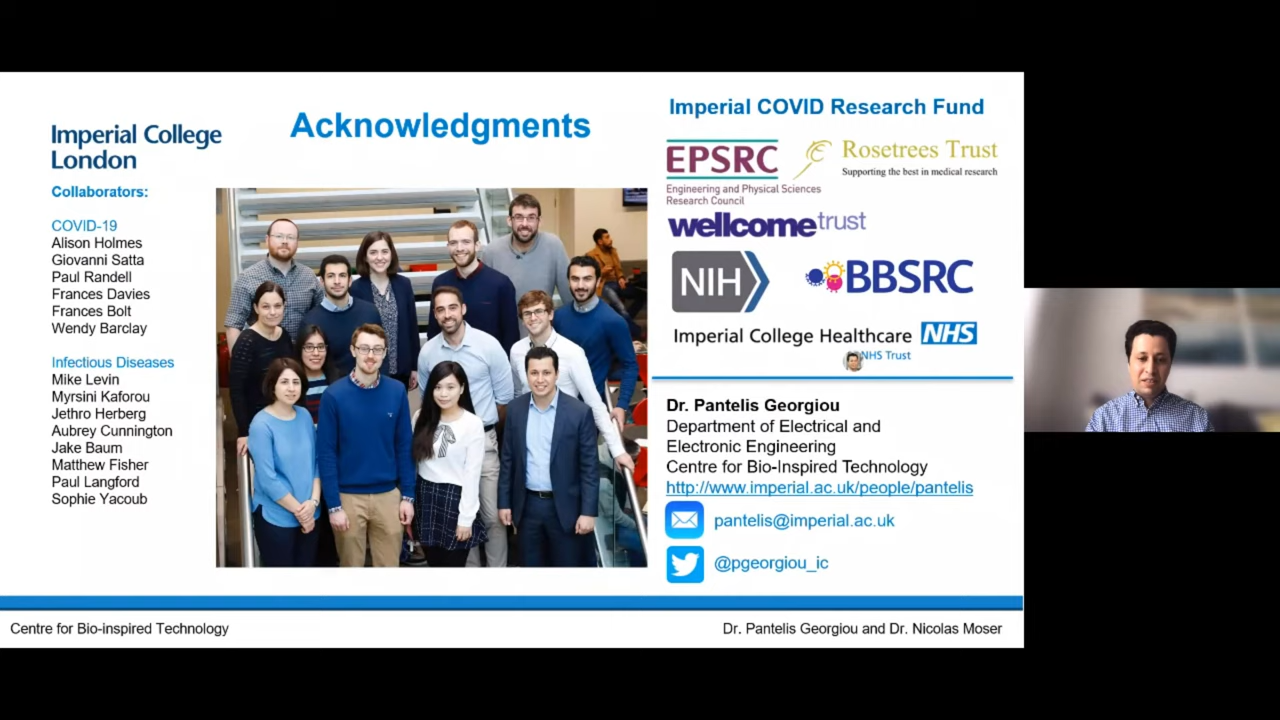 Imperial College
London
Acknowledgments
Collaborators:
COVID-19
Alison Holmes
Giovanni Satta
Paul Randell
Frances Davies
Frances Bolt
Wendy Barclay
Infectious Diseases
Mike Levin
Myrsini Kaforou
Jethro Herberg
Aubrey Cunnington
Jake Baum
Matthew Fisher
Paul Langford
Sophie Yacoub
Imperial COVID Research Fund
EPSRC
Engineering and Physical Sciences
Research Council
Rosetrees Trust
Supporting the best in medical research
wellcometrust
NIH
BBSRC
Imperial College Healthcare NHS
NHS Trust
Dr. Pantelis Georgiou
Department of Electrical and
Electronic Engineering
Centre for Bio-Inspired Technology
http://www.imperial.ac.uk/people/pantelis
pantelis@imperial.ac.uk
@pgeorgiou_ic
Centre for Bio-inspired Technology
Dr. Pantelis Georgiou and Dr. Nicolas Moser